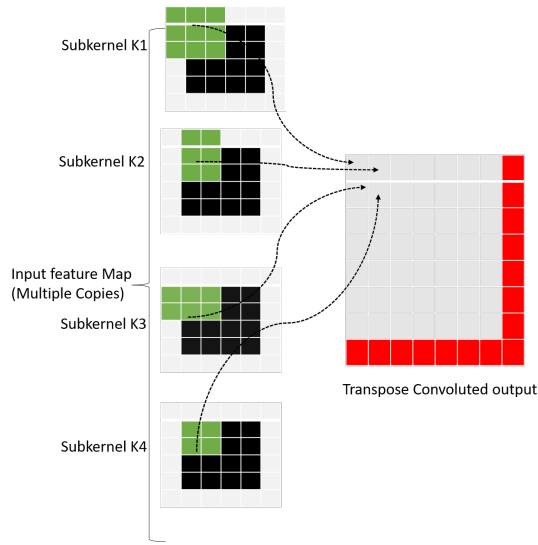 Subkernel K1
Subkernel K2
Input feature Map
(Multiple Copies)
Subkernel K3
Transpose Convoluted output
Subkernel K4